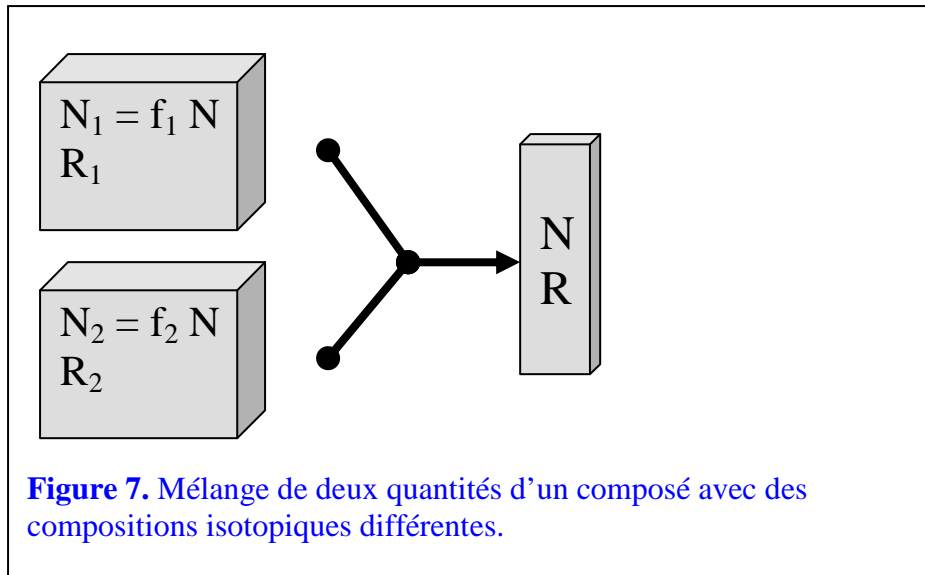 N₁ = f₁ N
R₁
N₂ = f₂ N
R₂
N
R
Figure 7. Mélange de deux quantités d'un composé avec des
compositions isotopiques différentes.